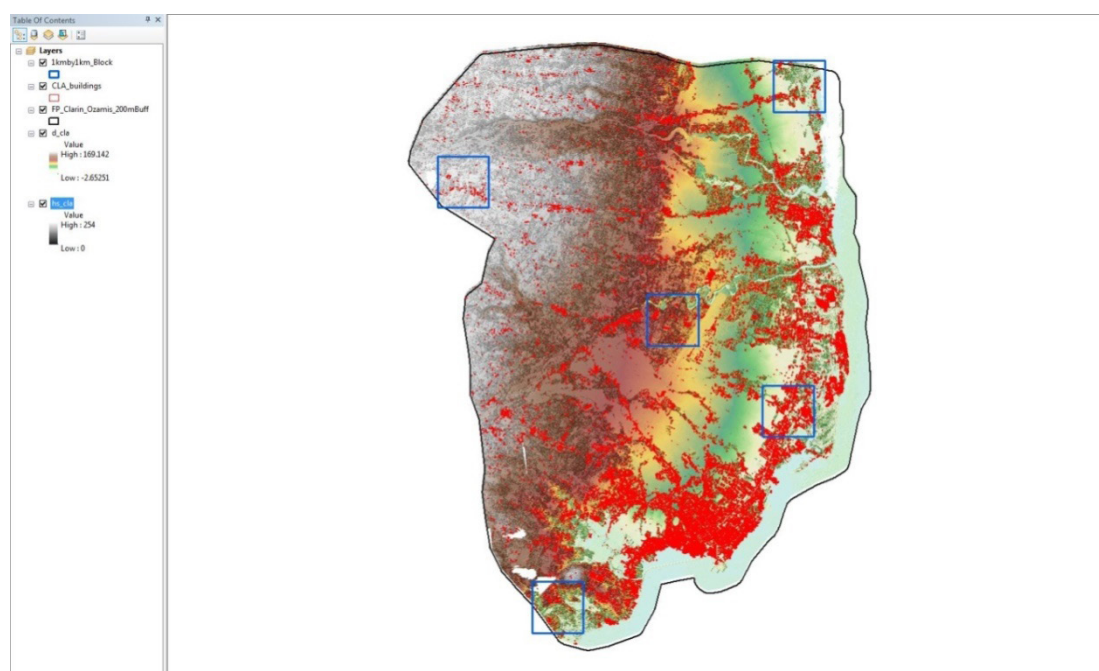 Table Of Contents
Layers
1kmby1km_Block
CLA_buildings
FP_Clarin_Ozamis_200mBuff
d_cla
Value
High : 169.142
Low : -2.65251
hs_cla
Value
High : 254
Low : 0